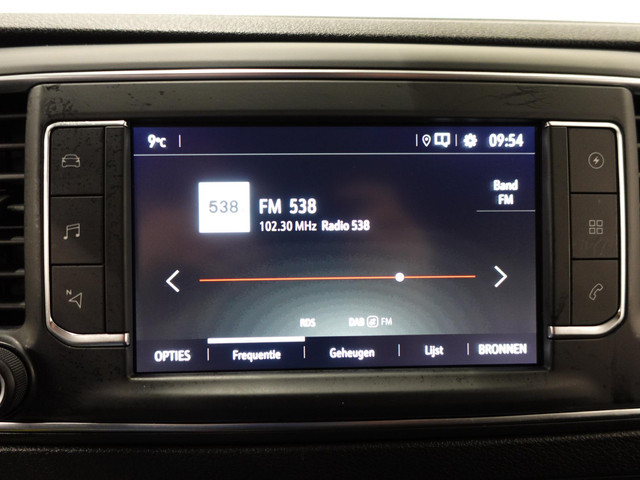 9°C 09:54
538
FM 538
102.30 MHz Radio 538
Band
FM
N
RDS DAB FM
OPTIES Frequentie Geheugen Lijst BRONNEN